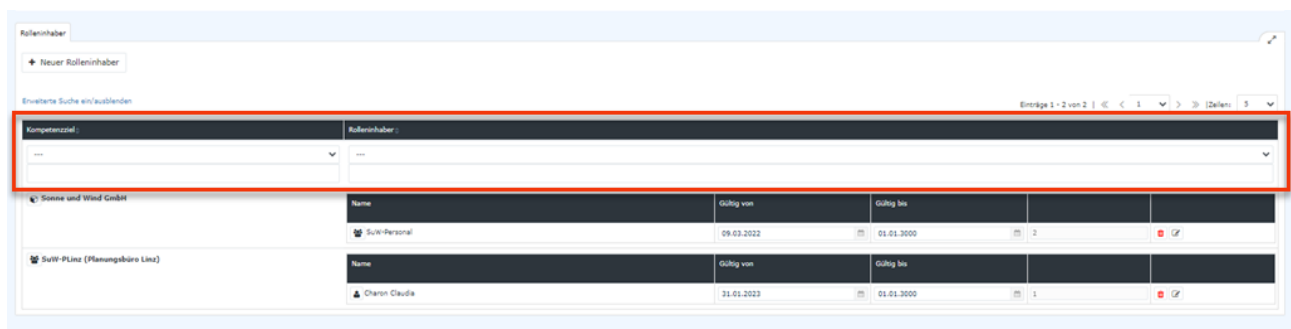 Rolleninhaber
+ Neuer Rolleninhaber
Erweiterte Suche ein/ausblenden
Einträge 1 - 2 von 2 | « < 1 > » |Zeilen: 5
Kompetenzziel Rolleninhaber
--- ---
Sonne und Wind GmbH
Name Gültig von Gültig bis
SuW-Personal 09.03.2022 01.01.3000 2
SuW-PLinz (Planungsbüro Linz)
Name Gültig von Gültig bis
Charon Claudia 31.01.2023 01.01.3000 1